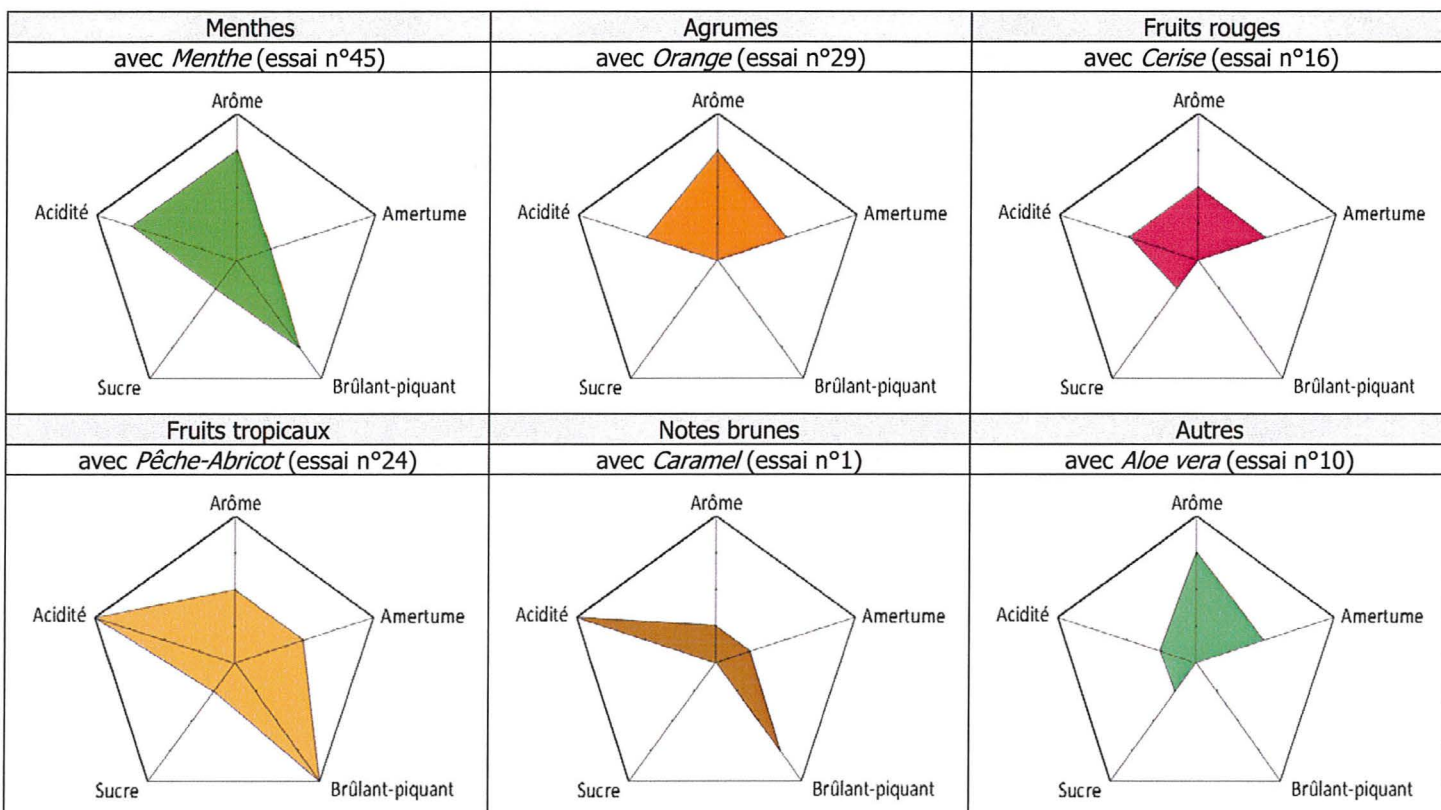 Menthes
avec Menthe (essai n°45)
Arôme
Acidité
Amertume
Sucre
Brûlant-piquant
Agrumes
avec Orange (essai n°29)
Arôme
Acidité
Amertume
Sucre
Brûlant-piquant
Fruits rouges
avec Cerise (essai n°16)
Arôme
Acidité
Amertume
Sucre
Brûlant-piquant
Fruits tropicaux
avec Pêche-Abricot (essai n°24)
Arôme
Acidité
Amertume
Sucre
Brûlant-piquant
Notes brunes
avec Caramel (essai n°1)
Arôme
Acidité
Amertume
Sucre
Brûlant-piquant
Autres
avec Aloe vera (essai n°10)
Arôme
Acidité
Amertume
Sucre
Brûlant-piquant